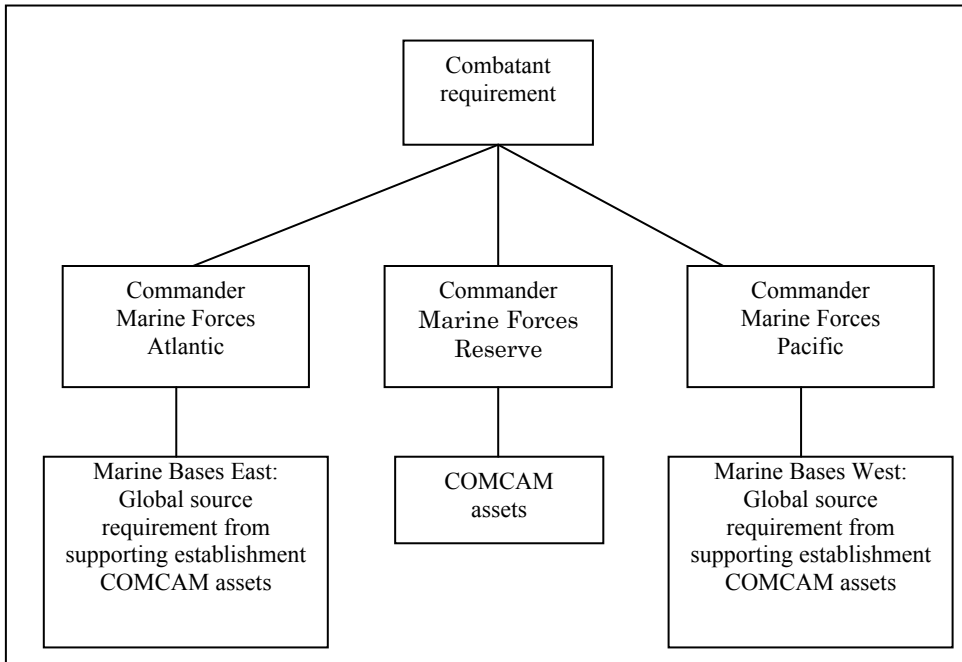 Combatant
requirement
Commander
Marine Forces
Atlantic
Commander
Marine Forces
Reserve
Commander
Marine Forces
Pacific
Marine Bases East:
Global source
requirement from
supporting establishment
COMCAM assets
COMCAM
assets
Marine Bases West:
Global source
requirement from
supporting establishment
COMCAM assets